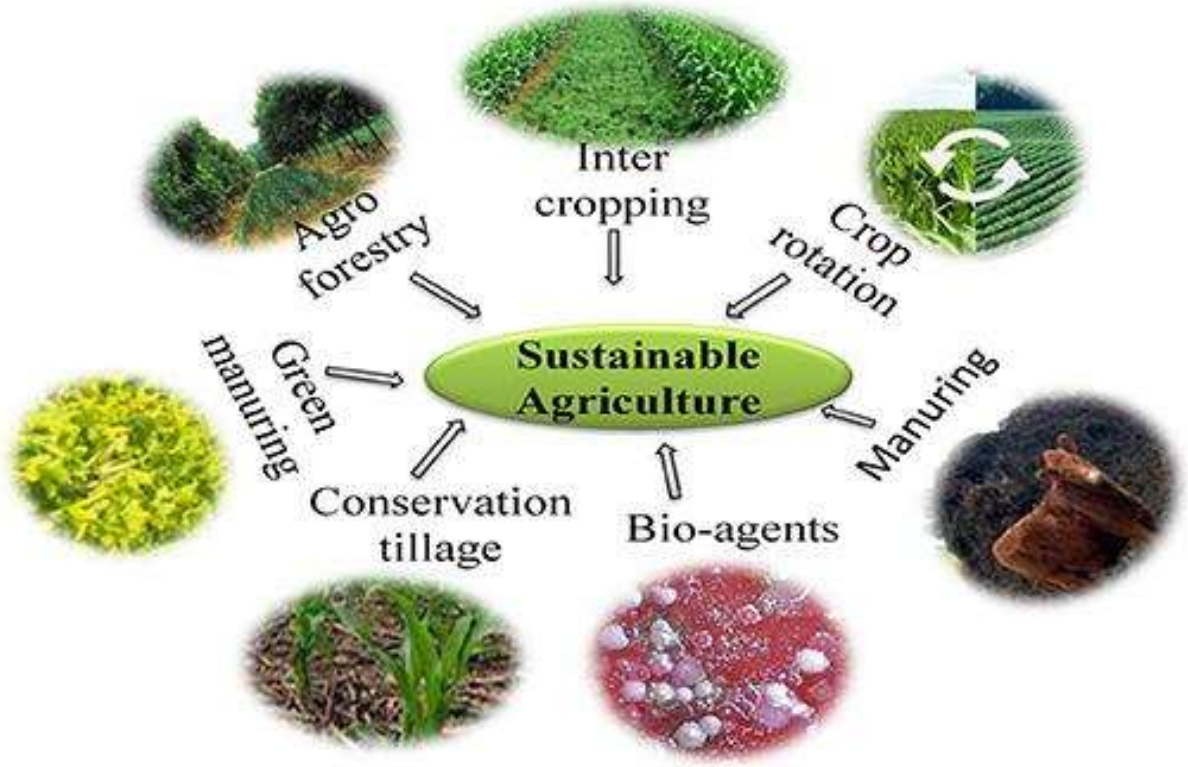 Inter
cropping
Agro
forestry
Crop
rotation
Sustainable
Agriculture
Green
manuring
Manuring
Conservation
tillage
Bio-agents